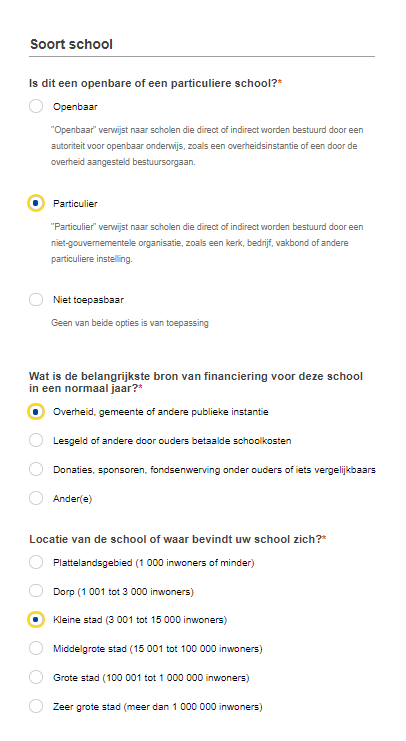 Soort school
Is dit een openbare of een particuliere school?*
Openbaar
"Openbaar" verwijst naar scholen die direct of indirect worden bestuurd door een
autoriteit voor openbaar onderwijs, zoals een overheidsinstantie of een door de
overheid aangesteld bestuursorgaan.
Particulier
"Particulier" verwijst naar scholen die direct of indirect worden bestuurd door een
niet-gouvernementele organisatie, zoals een kerk, bedrijf, vakbond of andere
particuliere instelling.
Niet toepasbaar
Geen van beide opties is van toepassing
Wat is de belangrijkste bron van financiering voor deze school
in een normaal jaar?*
Overheid, gemeente of andere publieke instantie
Lesgeld of andere door ouders betaalde schoolkosten
Donaties, sponsoren, fondsenwerving onder ouders of iets vergelijkbaars
Ander(e)
Locatie van de school of waar bevindt uw school zich?*
Plattelandsgebied (1 000 inwoners of minder)
Dorp (1 001 tot 3 000 inwoners)
Kleine stad (3 001 tot 15 000 inwoners)
Middelgrote stad (15 001 tot 100 000 inwoners)
Grote stad (100 001 tot 1 000 000 inwoners)
Zeer grote stad (meer dan 1 000 000 inwoners)